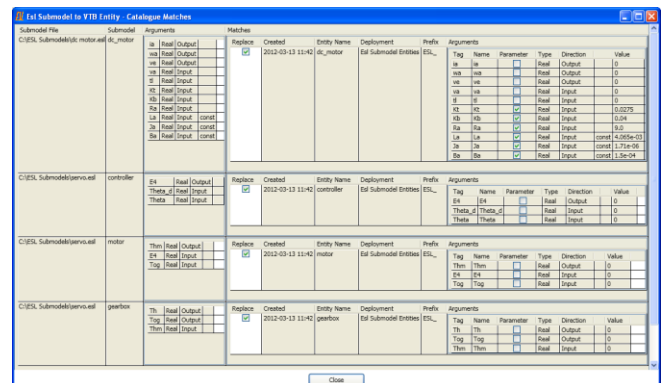 Esl Submodel to VTB Entity - Catalogue Matches
Submodel File Submodel Arguments Matches
C:\ESL Submodels\dc motor.esl dc_motor
ia Real Output
wa Real Output
ve Real Output
va Real Input
tl Real Input
Kt Real Input
Kb Real Input
Ra Real Input
La Real Input const
Ja Real Input const
Ba Real Input const
Replace Created Entity Name Deployment Prefix Arguments
2012-03-13 11:42 dc_motor Esl Submodel Entities ESL_
Tag Name Parameter Type Direction Value
ia ia Real Output 0
wa wa Real Output 0
ve ve Real Output 0
va va Real Input 0
tl tl Real Input 0
Kt Kt Real Input 0.0275
Kb Kb Real Input 0.04
Ra Ra Real Input 9.0
La La Real Input const 4.065e-03
Ja Ja Real Input const 1.71e-06
Ba Ba Real Input const 1.5e-04
C:\ESL Submodels\servo.esl controller
E4 Real Output
Theta_d Real Input
Theta Real Input
Replace Created Entity Name Deployment Prefix Arguments
2012-03-13 11:42 controller Esl Submodel Entities ESL_
Tag Name Parameter Type Direction Value
E4 E4 Real Output 0
Theta_d Theta_d Real Input 0
Theta Theta Real Input 0
C:\ESL Submodels\servo.esl motor
Thm Real Output
E4 Real Input
Tog Real Input
Replace Created Entity Name Deployment Prefix Arguments
2012-03-13 11:42 motor Esl Submodel Entities ESL_
Tag Name Parameter Type Direction Value
Thm Thm Real Output 0
E4 E4 Real Input 0
Tog Tog Real Input 0
C:\ESL Submodels\servo.esl gearbox
Th Real Output
Tog Real Output
Thm Real Input
Replace Created Entity Name Deployment Prefix Arguments
2012-03-13 11:42 gearbox Esl Submodel Entities ESL_
Tag Name Parameter Type Direction Value
Th Th Real Output 0
Tog Tog Real Output 0
Thm Thm Real Input 0
Close